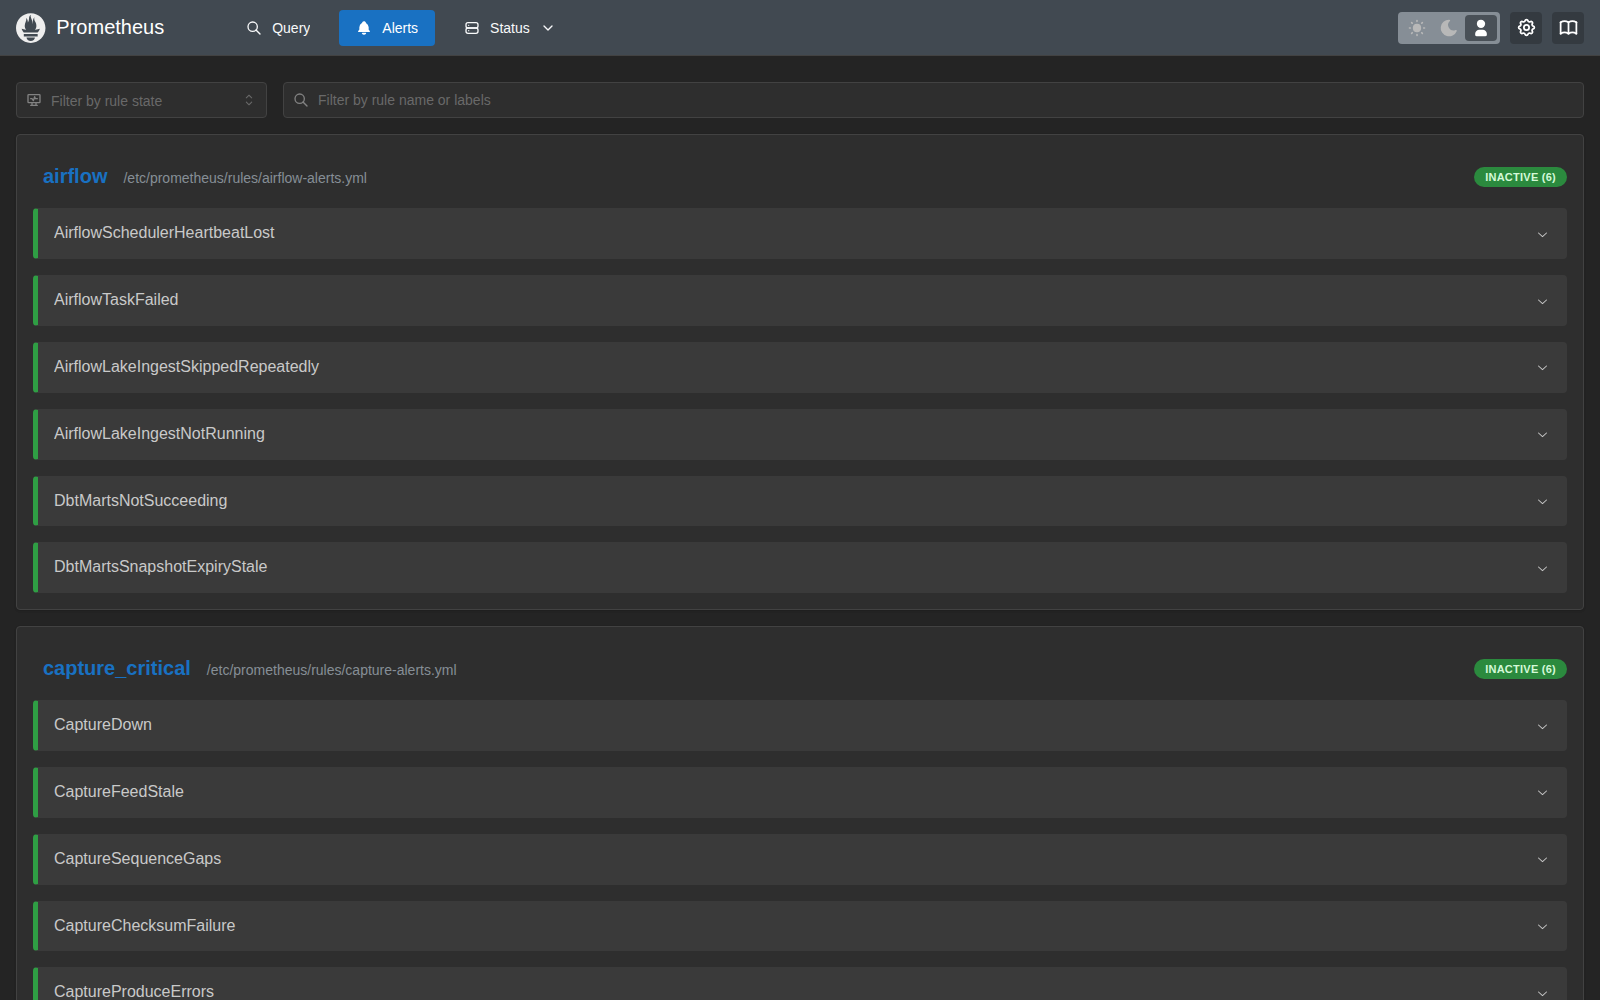 Prometheus
Query
Alerts
Status
Filter by rule state
Filter by rule name or labels
airflow /etc/prometheus/rules/airflow-alerts.yml INACTIVE (6)
AirflowSchedulerHeartbeatLost
AirflowTaskFailed
AirflowLakeIngestSkippedRepeatedly
AirflowLakeIngestNotRunning
DbtMartsNotSucceeding
DbtMartsSnapshotExpiryStale
capture_critical /etc/prometheus/rules/capture-alerts.yml INACTIVE (6)
CaptureDown
CaptureFeedStale
CaptureSequenceGaps
CaptureChecksumFailure
CaptureProduceErrors